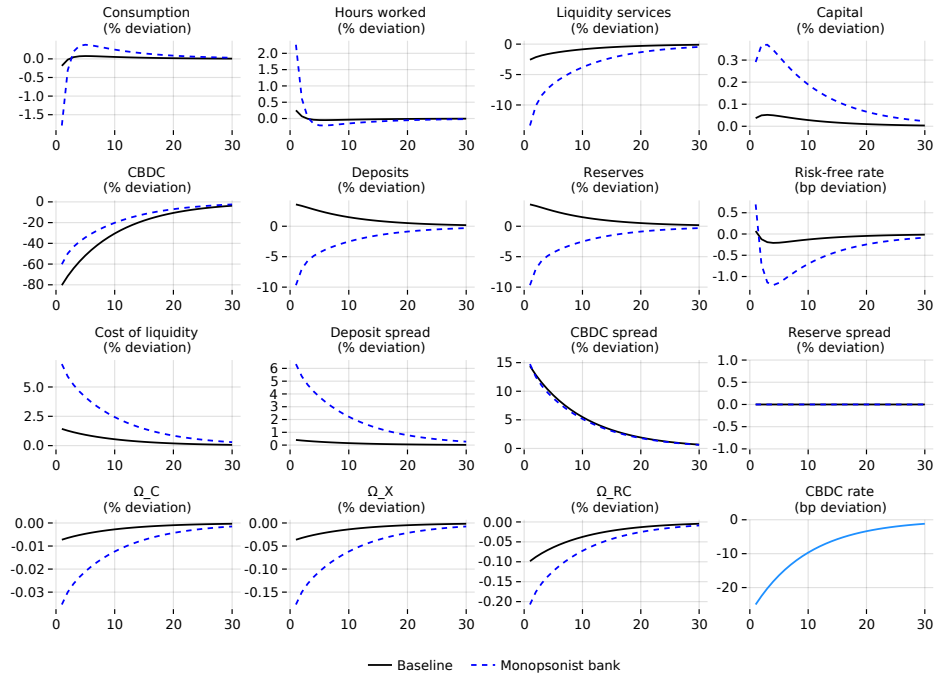 Consumption
(% deviation)
Hours worked
(% deviation)
Liquidity services
(% deviation)
Capital
(% deviation)
0.0
-0.5
-1.0
-1.5
0 10 20 30
2.0
1.5
1.0
0.5
0.0
0 10 20 30
0
-5
-10
0 10 20 30
0.3
0.2
0.1
0.0
0 10 20 30
CBDC
(% deviation)
Deposits
(% deviation)
Reserves
(% deviation)
Risk-free rate
(bp deviation)
0
-20
-40
-60
-80
0 10 20 30
0
-5
-10
0 10 20 30
0
-5
-10
0 10 20 30
0.5
0.0
-0.5
-1.0
0 10 20 30
Cost of liquidity
(% deviation)
Deposit spread
(% deviation)
CBDC spread
(% deviation)
Reserve spread
(% deviation)
5.0
2.5
0.0
0 10 20 30
6
5
4
3
2
1
0
0 10 20 30
15
10
5
0
0 10 20 30
1.0
0.5
0.0
-0.5
-1.0
0 10 20 30
Ω_C
(% deviation)
Ω_X
(% deviation)
Ω_RC
(% deviation)
CBDC rate
(bp deviation)
0.00
-0.01
-0.02
-0.03
0 10 20 30
0.00
-0.05
-0.10
-0.15
0 10 20 30
0.00
-0.05
-0.10
-0.15
-0.20
0 10 20 30
0
-10
-20
0 10 20 30
Baseline
Monopsonist bank